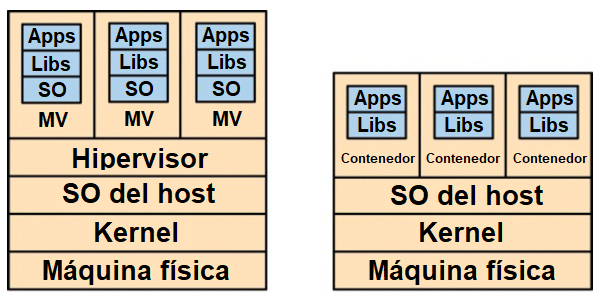 Apps Apps Apps
Libs Libs Libs
SO SO SO
MV MV MV
Hipervisor
SO del host
Kernel
Máquina física
Apps Apps Apps
Libs Libs Libs
Contenedor Contenedor Contenedor
SO del host
Kernel
Máquina física